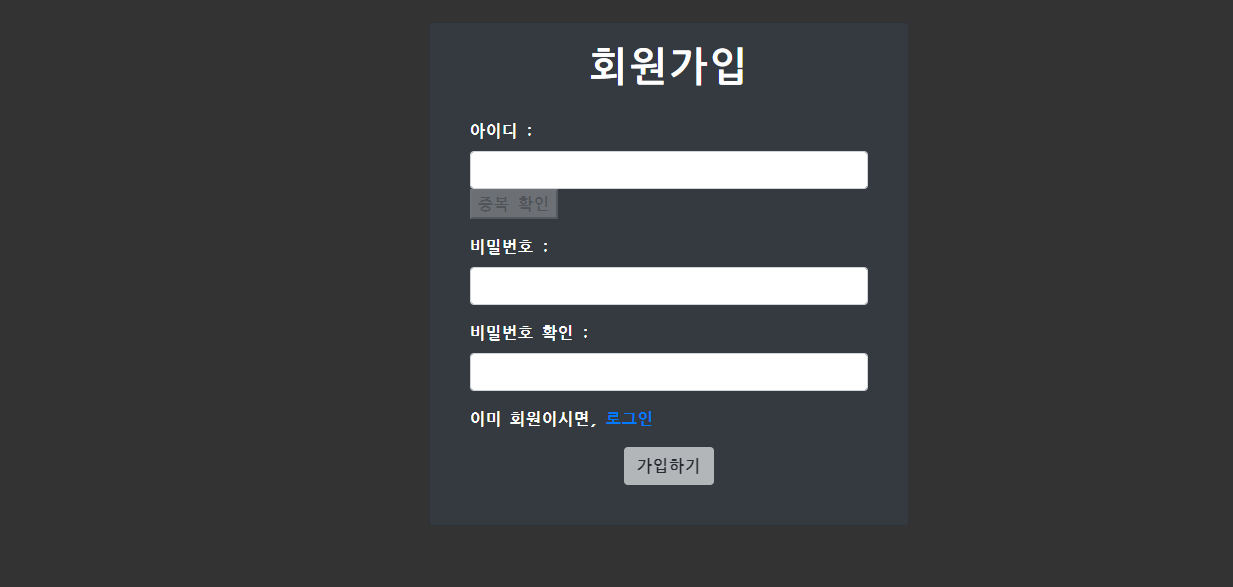 회원가입
아이디 :
중복 확인
비밀번호 :
비밀번호 확인 :
이미 회원이시면, 로그인
가입하기